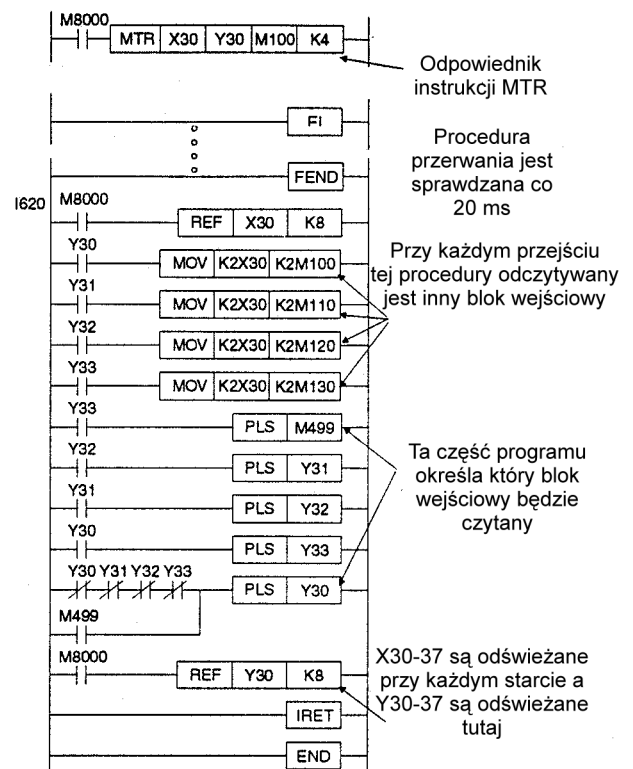 M8000
MTR X30 Y30 M100 K4
Odpowiednik
instrukcji MTR
EI
Procedura
przerwania jest
sprawdzana co
20 ms
FEND
I620
M8000
REF X30 K8
Y30
MOV K2X30 K2M100
Przy każdym przejściu
tej procedury odczytywany
jest inny blok wejściowy
Y31
MOV K2X30 K2M110
Y32
MOV K2X30 K2M120
Y33
MOV K2X30 K2M130
Y33
PLS M499
Ta część programu
określa który blok
wejściowy będzie
czytany
Y32
PLS Y31
Y31
PLS Y32
Y30
PLS Y33
Y30 Y31 Y32 Y33
PLS Y30
M499
M8000
REF Y30 K8
X30-37 są odświeżane
przy każdym starcie a
Y30-37 są odświeżane
tutaj
IRET
END